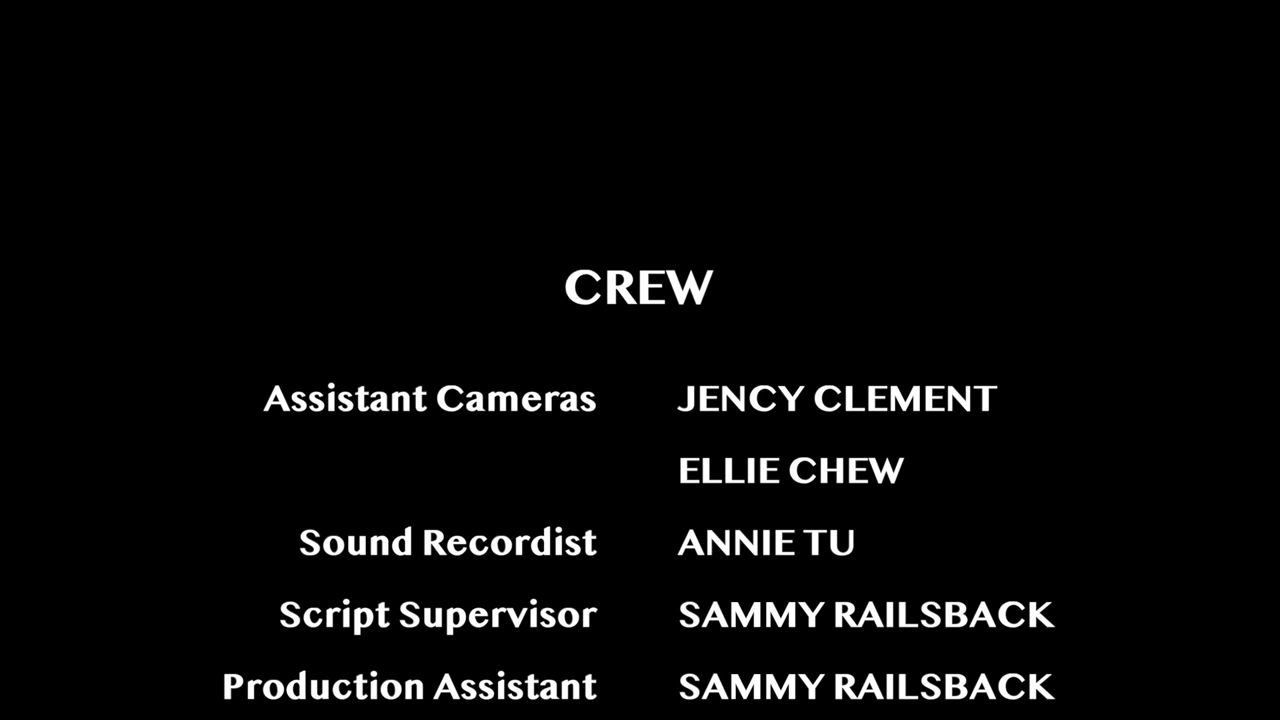 CREW
Assistant Cameras JENCY CLEMENT
ELLIE CHEW
Sound Recordist ANNIE TU
Script Supervisor SAMMY RAILSBACK
Production Assistant SAMMY RAILSBACK